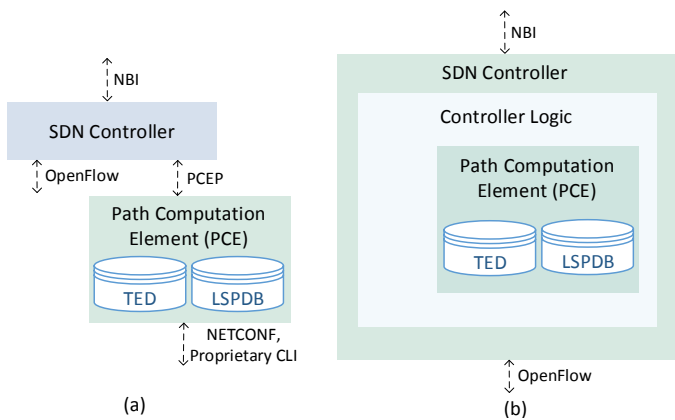 NBI
SDN Controller
OpenFlow
PCEP
Path Computation
Element (PCE)
TED
LSPDB
NETCONF,
Proprietary CLI
(a)
NBI
SDN Controller
Controller Logic
Path Computation
Element (PCE)
TED
LSPDB
OpenFlow
(b)